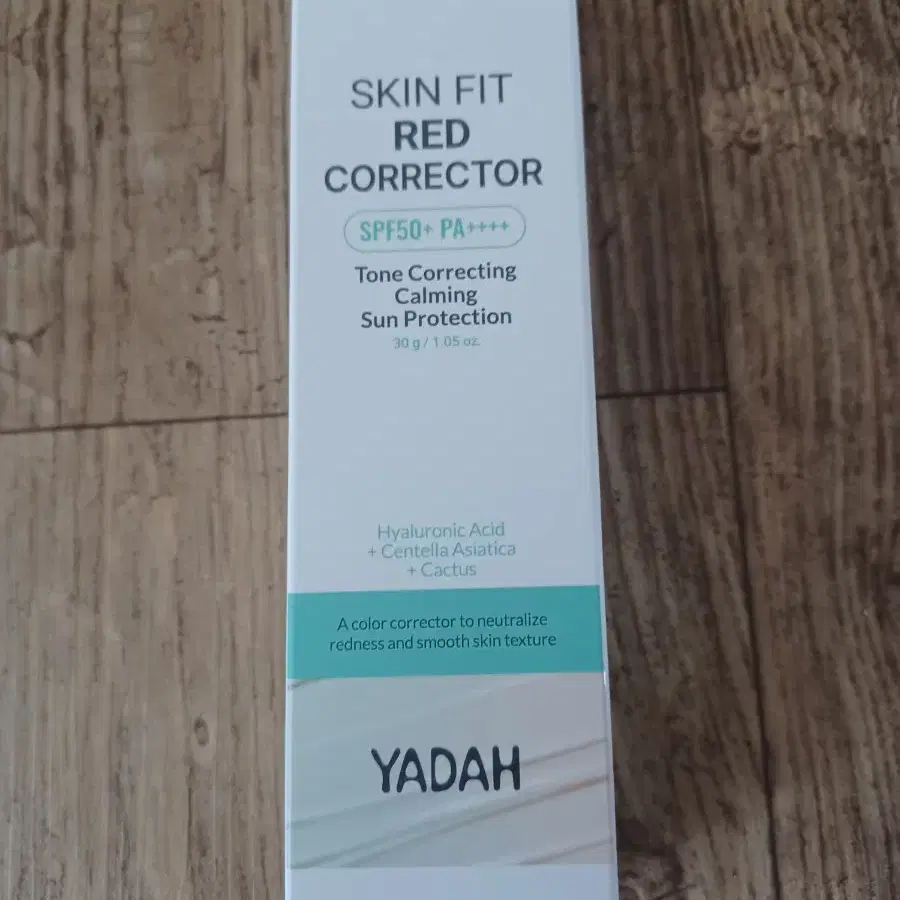 SKIN FIT
RED
CORRECTOR
SPF50+ PA++++
Tone Correcting
Calming
Sun Protection
30 g / 1.05 oz.
Hyaluronic Acid
+ Centella Asiatica
+ Cactus
A color corrector to neutralize
redness and smooth skin texture
YADAH